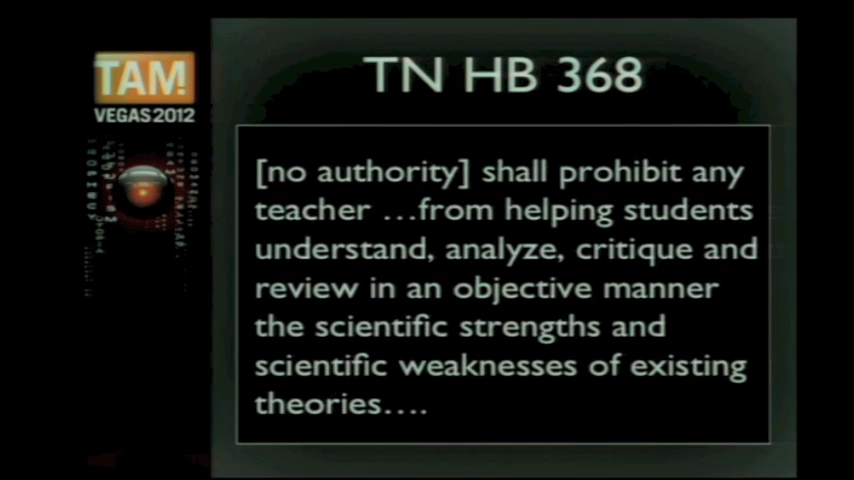 TAM!
VEGAS 2012
TN HB 368
[no authority] shall prohibit any
teacher ...from helping students
understand, analyze, critique and
review in an objective manner
the scientific strengths and
scientific weaknesses of existing
theories....